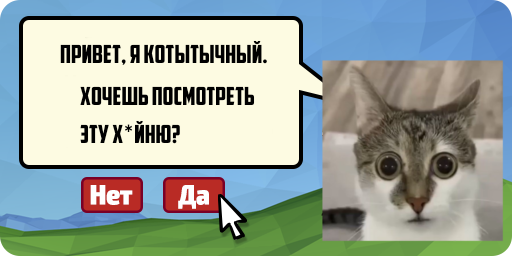 ПРИВЕТ, Я КОТЫТЫЧНЫЙ.
ХОЧЕШЬ ПОСМОТРЕТЬ
ЭТУ Х*ЙНЮ?
Нет Да